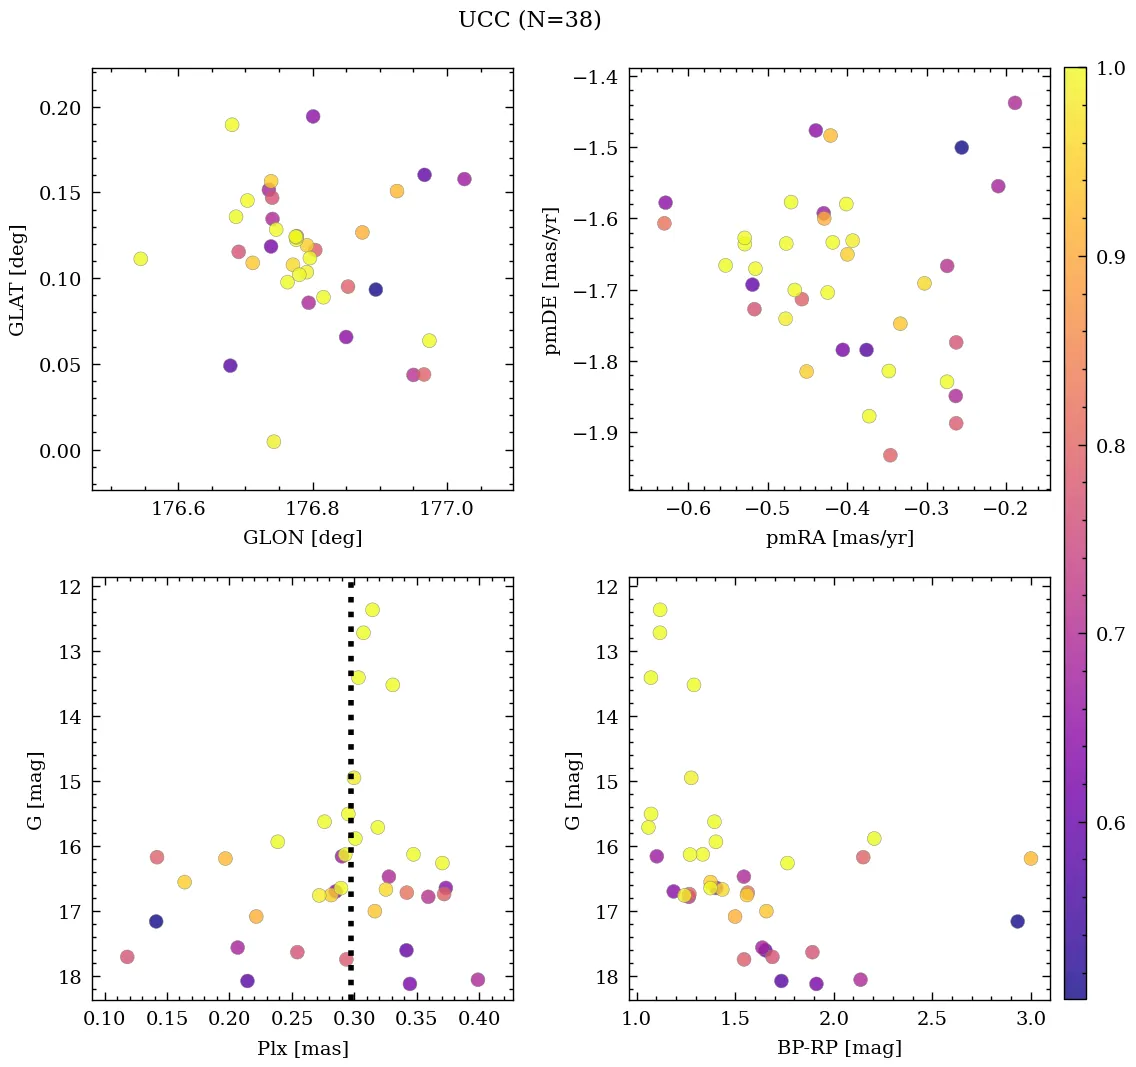 UCC (N=38)
0.20
0.15
0.10
0.05
0.00
GLAT [deg]
176.6 176.8 177.0
GLON [deg]
−1.4
−1.5
−1.6
−1.7
−1.8
−1.9
pmDE [mas/yr]
−0.6 −0.5 −0.4 −0.3 −0.2
pmRA [mas/yr]
1.0
0.9
0.8
0.7
0.6
12
13
14
15
16
17
18
G [mag]
0.10 0.15 0.20 0.25 0.30 0.35 0.40
Plx [mas]
12
13
14
15
16
17
18
G [mag]
1.0 1.5 2.0 2.5 3.0
BP-RP [mag]